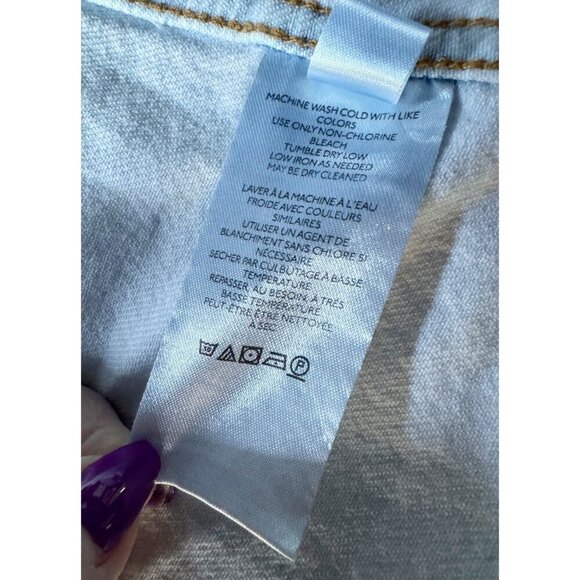 MACHINE WASH COLD WITH LIKE
COLORS
USE ONLY NON-CHLORINE
BLEACH
TUMBLE DRY LOW
LOW IRON AS NEEDED
MAY BE DRY CLEANED
LAVER À LA MACHINE À L'EAU
FROIDE AVEC COULEURS
SIMILAIRES
UTILISER UN AGENT DE
BLANCHIMENT SANS CHLORE SI
NÉCESSAIRE
SECHER PAR CULBUTAGE À BASSE
TEMPÉRATURE
REPASSER, AU BESOIN, À TRÈS
BASSE TEMPÉRATURE
PEUT-ÊTRE ÊTRE NETTOYÉE
À SEC
30
P